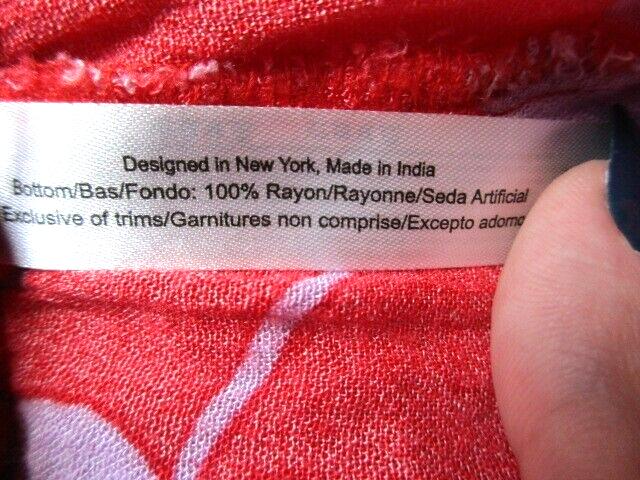 Designed in New York, Made in India
Bottom/Bas/Fondo: 100% Rayon/Rayonne/Seda Artificial
Exclusive of trims/Garnitures non comprise/Excepto adorno